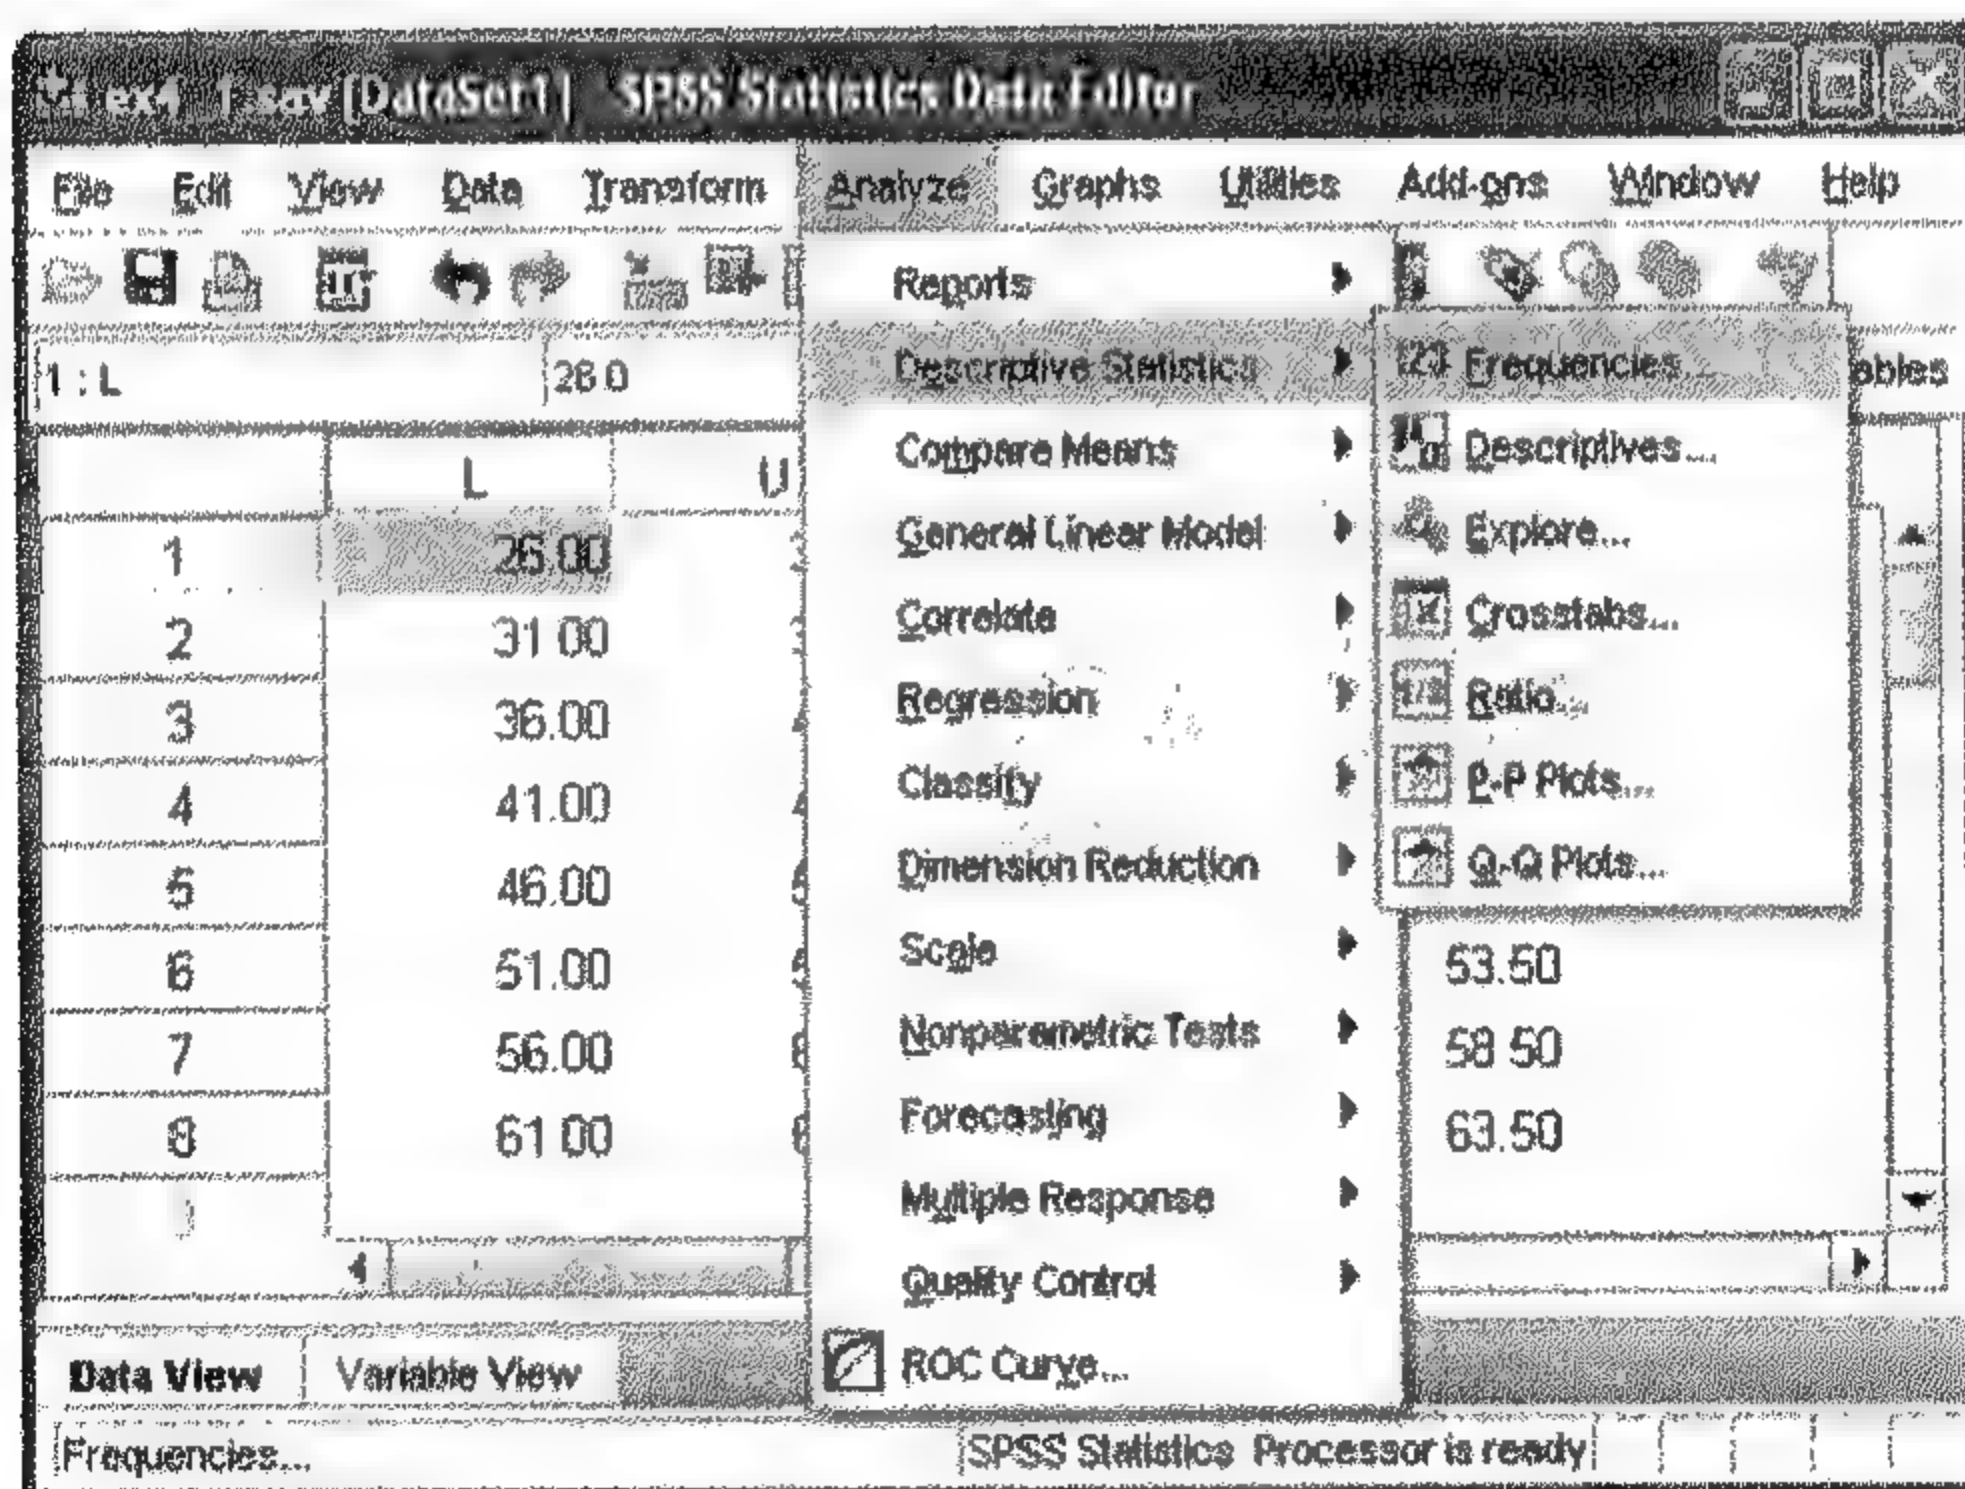 ex4_1.sav [DataSet1] - SPSS Statistics Data Editor
File Edit View Data Transform Analyze Graphs Utilities Add-ons Window Help
1 : L 26.0
L U
1 26.00
2 31.00
3 36.00
4 41.00
5 46.00
6 51.00
7 56.00
8 61.00
Reports
Descriptive Statistics
Compare Means
General Linear Model
Correlate
Regression
Classify
Dimension Reduction
Scale
Nonparametric Tests
Forecasting
Multiple Response
Quality Control
ROC Curve...
123 Frequencies...
Descriptives...
Explore...
Crosstabs...
1/2 Ratio...
P-P Plots...
Q-Q Plots...
ables
53.50
58.50
63.50
Data View Variable View
Frequencies... SPSS Statistics Processor is ready